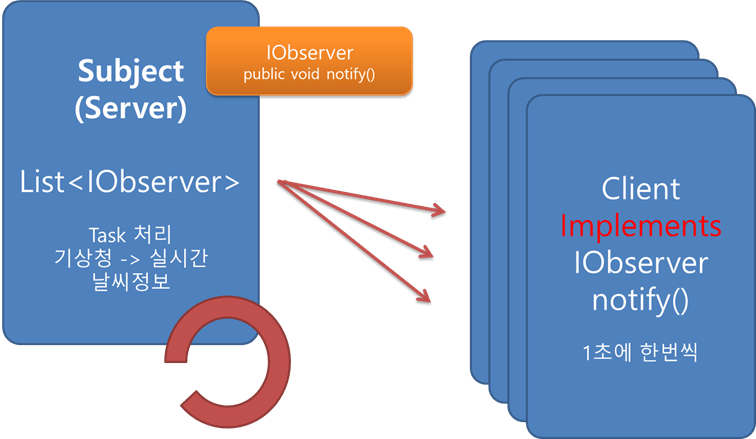 Subject
(Server)
List<IObserver>
Task 처리
기상청 -> 실시간
날씨정보
IObserver
public void notify()
Client
Implements
IObserver
notify()
1초에 한번씩